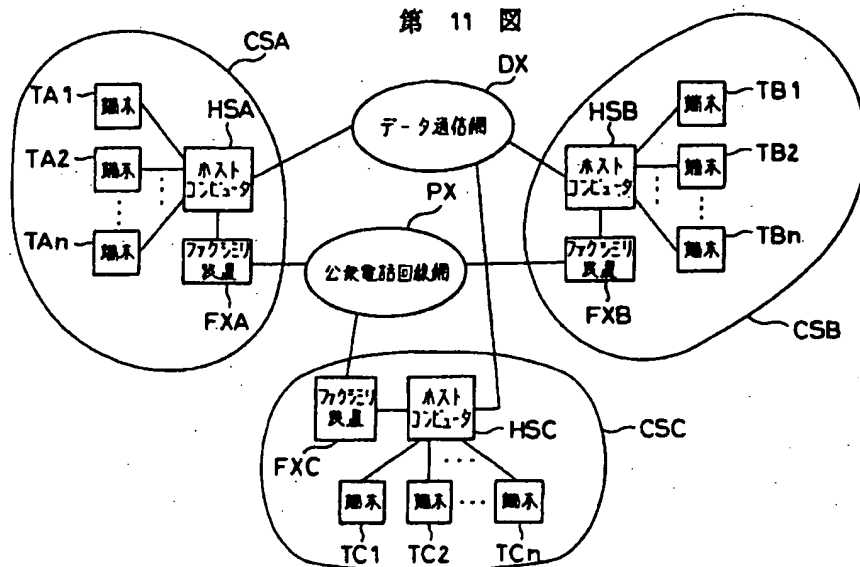 第 11 図
CSA
DX
TA1
端末
HSA
データ通信網
HSB
端末
TB1
TA2
端末
ホスト
コンピュータ
ホスト
コンピュータ
端末
TB2
PX
TAn
端末
ファクシミリ
装置
公衆電話回線網
ファクシミリ
装置
端末
TBn
FXA
FXB
CSB
ファクシミリ
装置
ホスト
コンピュータ
HSC
CSC
FXC
端末
端末
端末
TC1
TC2
TCn